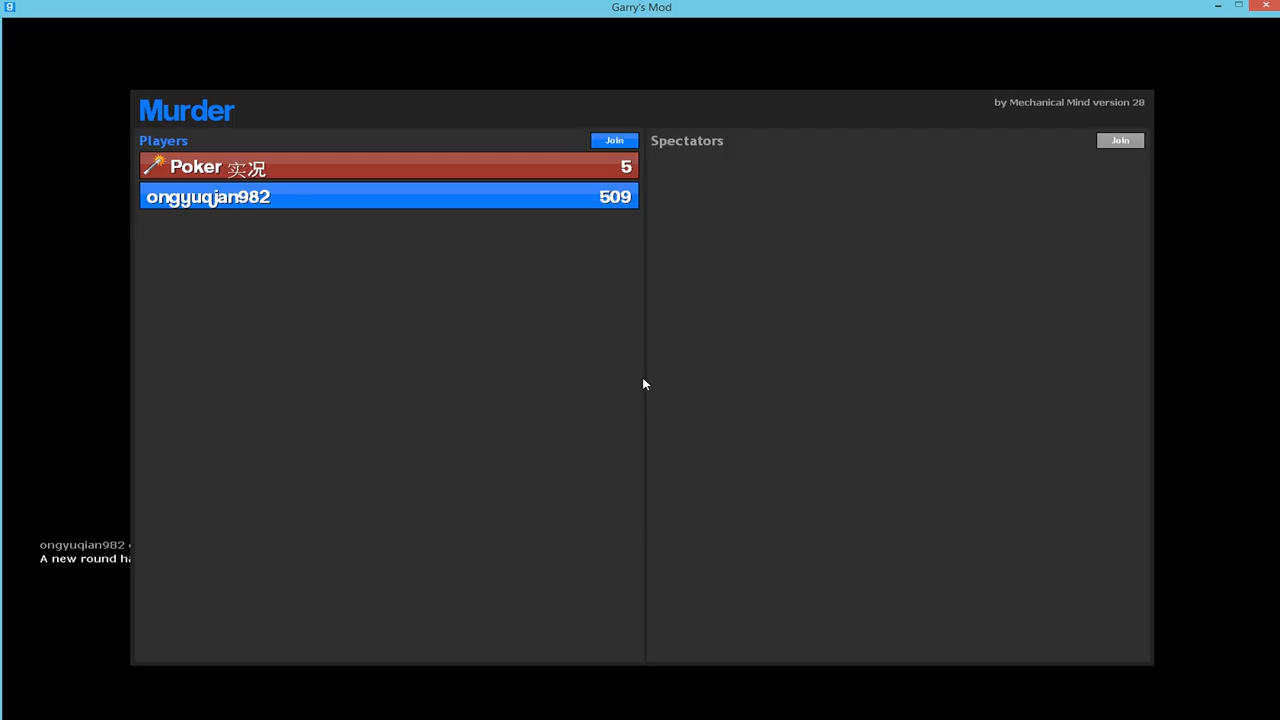 Garry's Mod
Murder
by Mechanical Mind version 28
Players
Join
Spectators
Join
Poker 实况
5
ongyuqian982
509
ongyuqian982
A new round ha